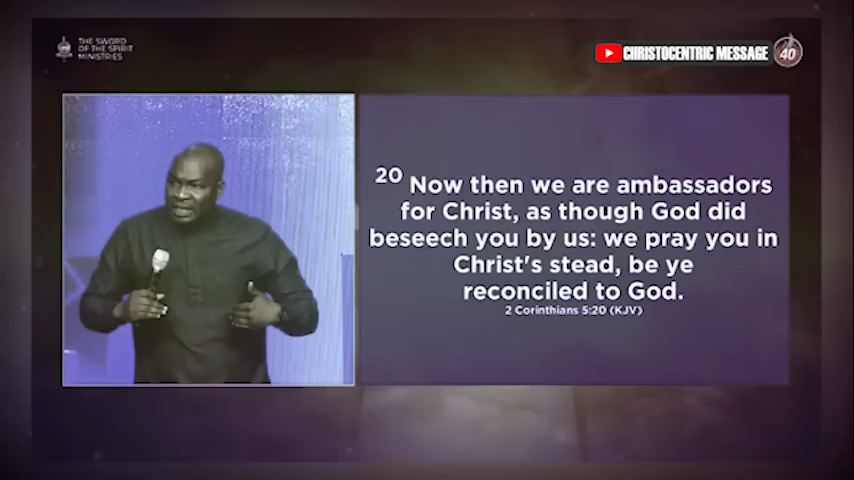 THE SWORD
OF THE SPIRIT
MINISTRIES
CHRISTOCENTRIC MESSAGE
40
20 Now then we are ambassadors
for Christ, as though God did
beseech you by us: we pray you in
Christ's stead, be ye
reconciled to God.
2 Corinthians 5:20 (KJV)